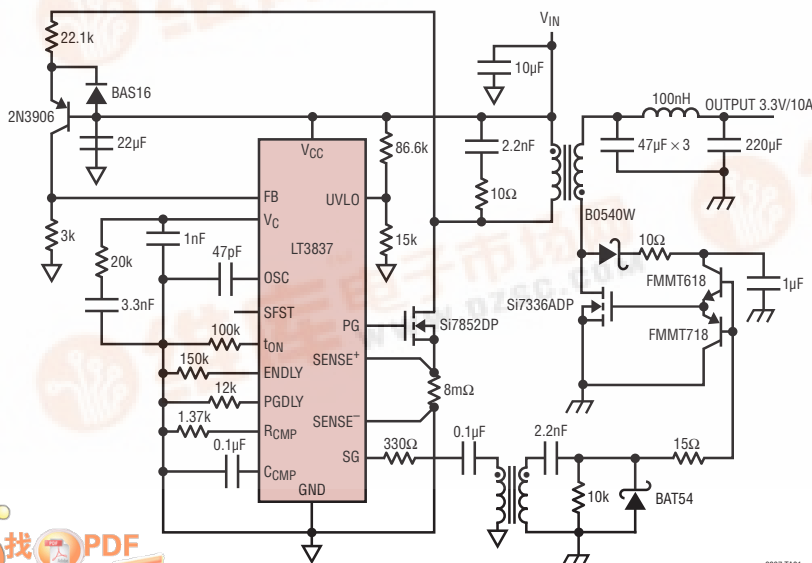 V_IN
22.1k
10µF
BAS16
100nH
OUTPUT 3.3V/10A
2N3906
22µF
V_CC
86.6k
2.2nF
47µF × 3
220µF
FB
UVLO
10Ω
V_C
B0540W
3k
1nF
LT3837
15k
10Ω
20k
47pF
OSC
FMMT618
1µF
3.3nF
SFST
Si7336ADP
PG
Si7852DP
FMMT718
100k
t_ON
150k
ENDLY
SENSE+
12k
PGDLY
8mΩ
1.37k
R_CMP
SENSE–
0.1µF
C_CMP
SG
330Ω
0.1µF
2.2nF
15Ω
GND
10k
BAT54
找 PDF